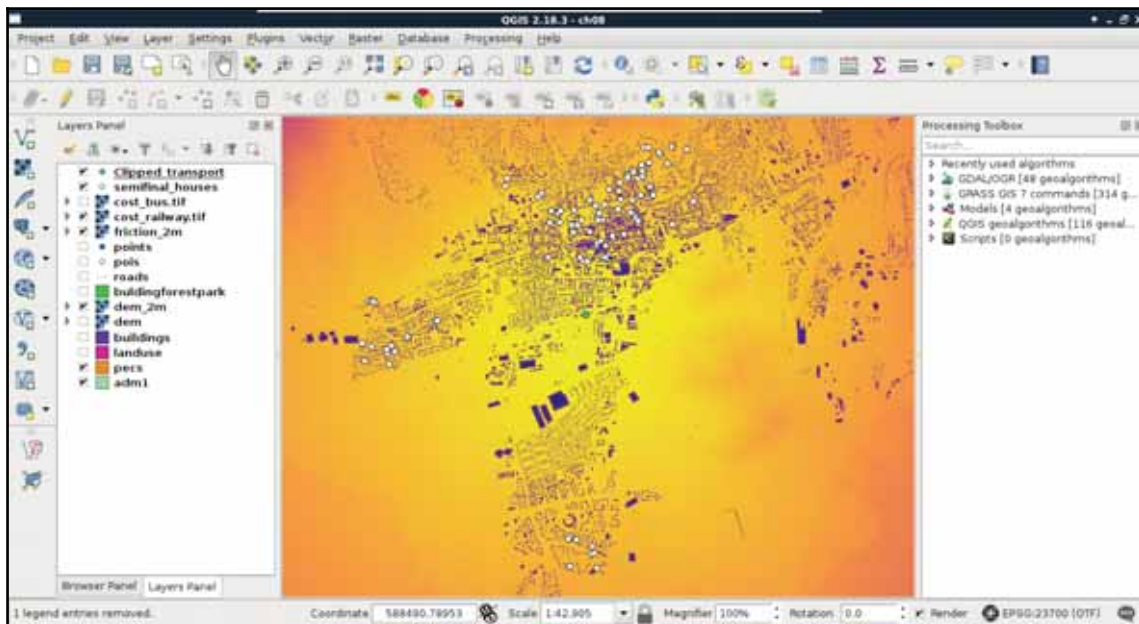 QGIS 2.18.3 - ch08
Project Edit View Layer Settings Plugins Vector Raster Database Processing Help
Layers Panel
Clipped_transport
semifinal_houses
cost_bus.tif
cost_railway.tif
friction_2m
points
pois
roads
buldingforestpark
dem_2m
dem
buildings
landuse
pecs
adm1
Browser Panel Layers Panel
Processing Toolbox
Search...
Recently used algorithms
GDAL/OGR [48 geoalgorithms]
GRASS GIS 7 commands [314 g...
Models [4 geoalgorithms]
QGIS geoalgorithms [116 geoal...
Scripts [0 geoalgorithms]
1 legend entries removed.
Coordinate 588490,78953 Scale 1:42,905 Magnifier 100% Rotation 0.0 Render EPSG:23700 (OTF)